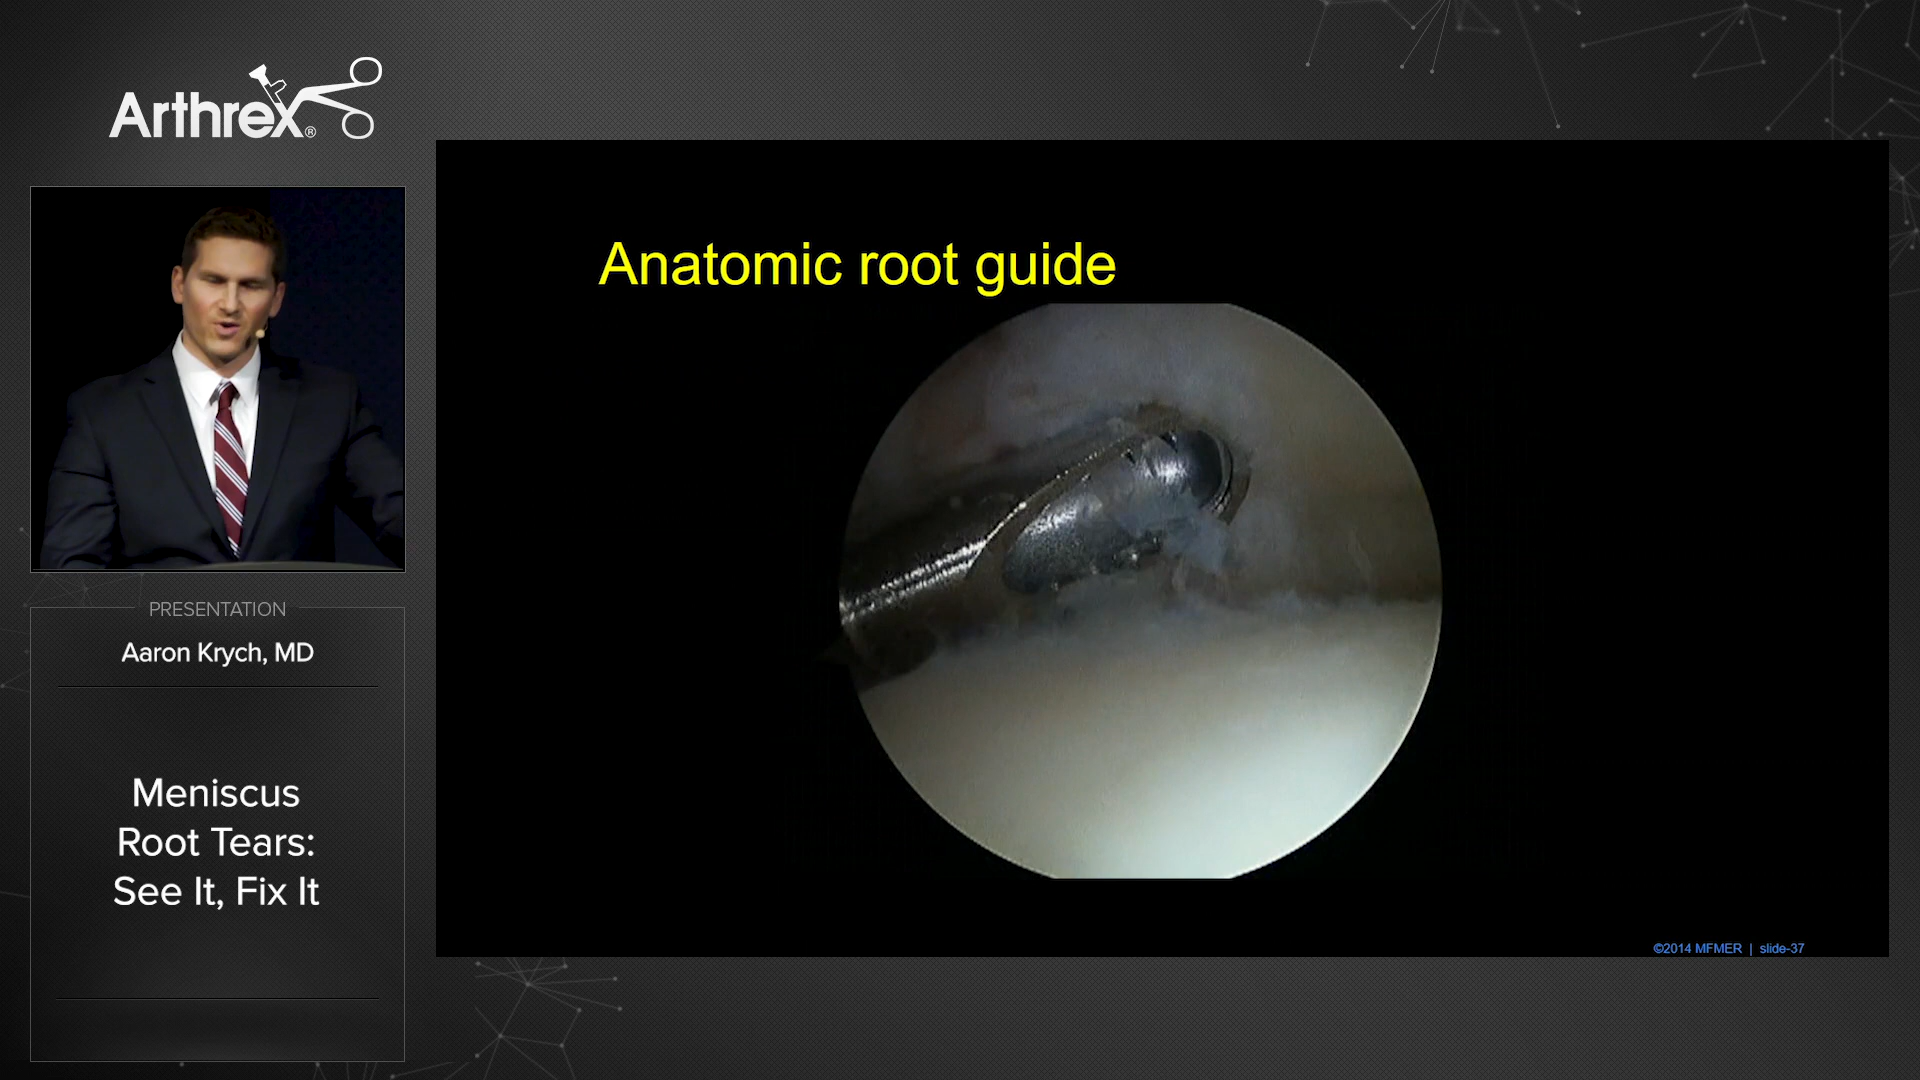 Arthrex®
PRESENTATION
Aaron Krych, MD
Meniscus
Root Tears:
See It, Fix It
Anatomic root guide
©2014 MFMER | slide-37